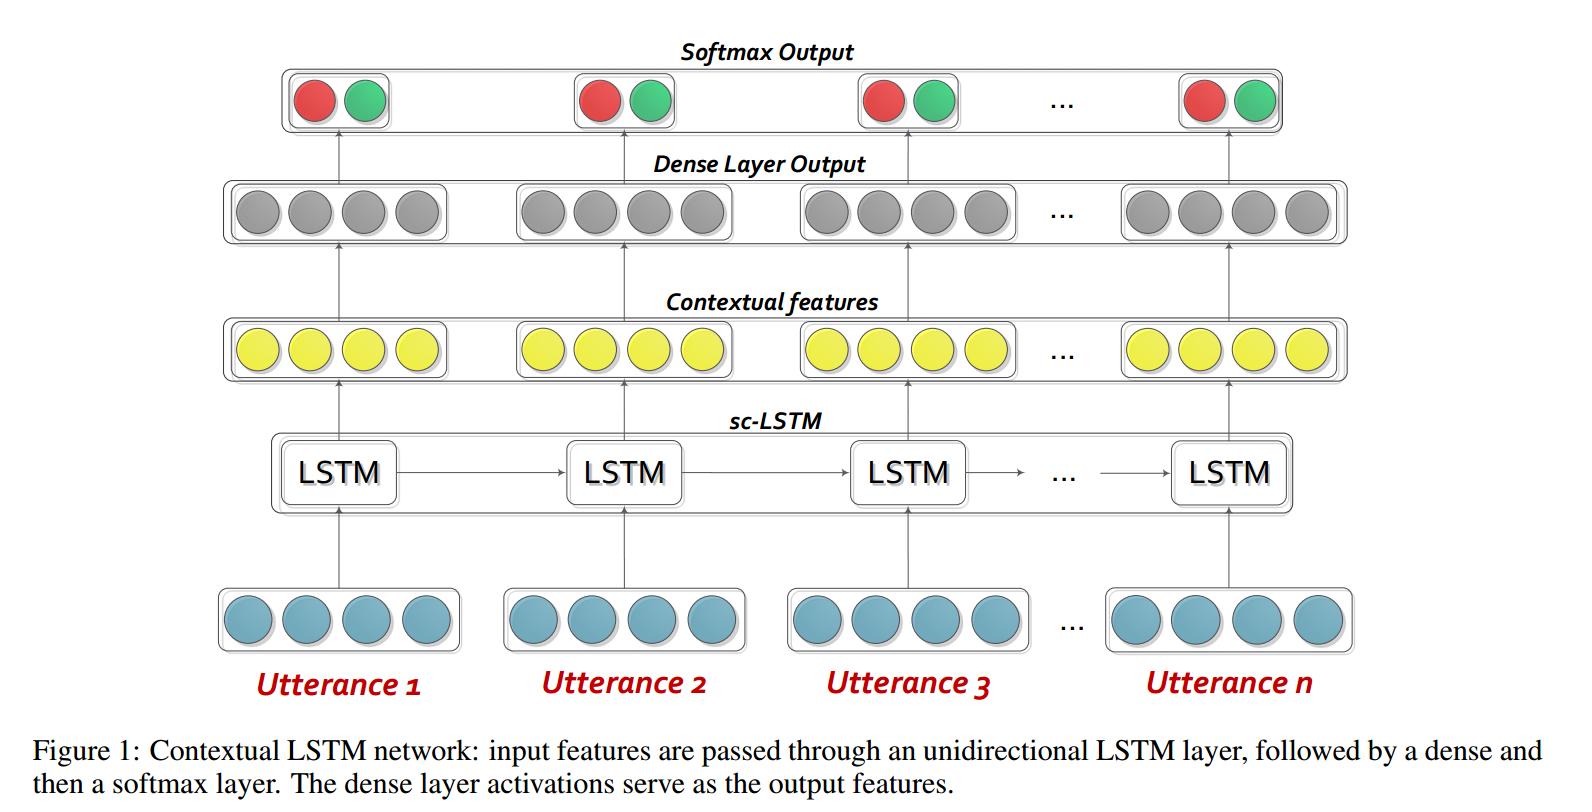 Softmax Output
...
Dense Layer Output
...
Contextual features
...
sc-LSTM
LSTM LSTM LSTM ... LSTM
...
Utterance 1 Utterance 2 Utterance 3 Utterance n
Figure 1: Contextual LSTM network: input features are passed through an unidirectional LSTM layer, followed by a dense and
then a softmax layer. The dense layer activations serve as the output features.